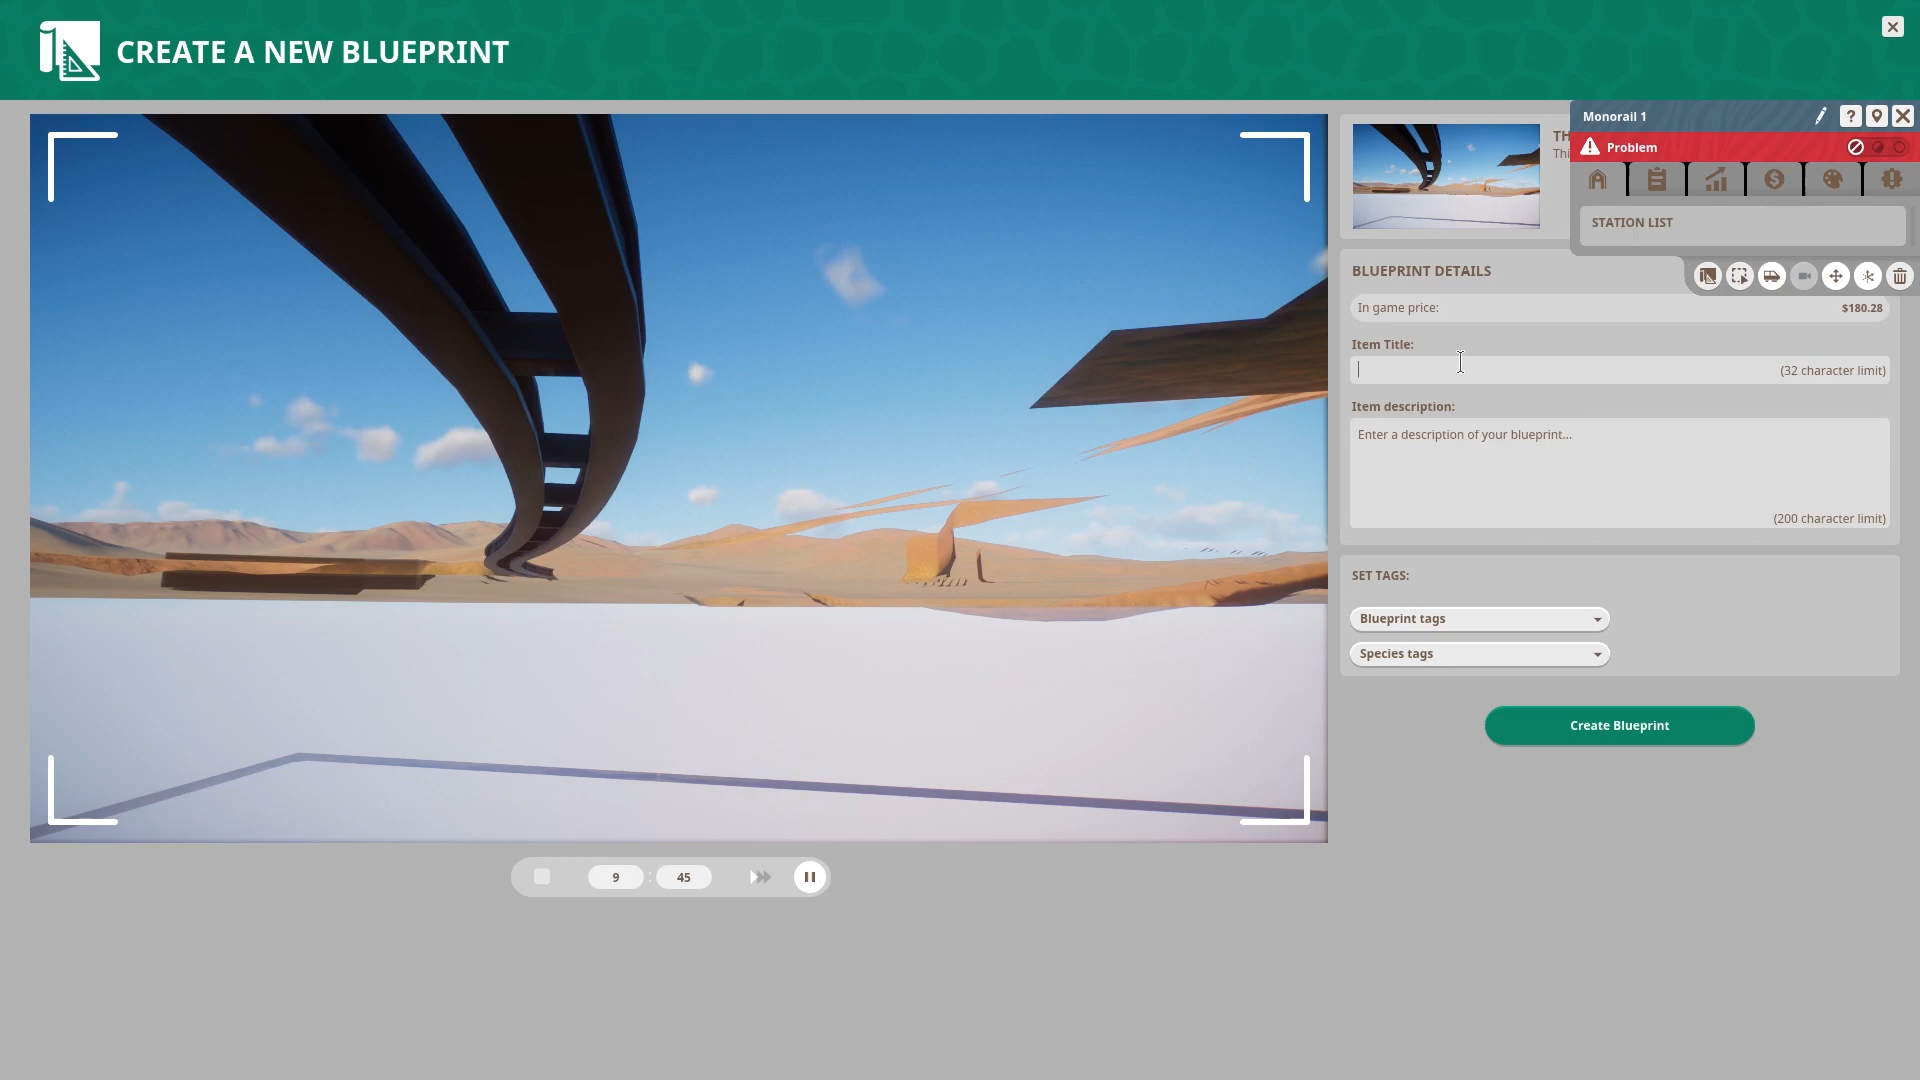 CREATE A NEW BLUEPRINT
Monorail 1
?
Problem
TH
Thi
STATION LIST
BLUEPRINT DETAILS
In game price:
$180.28
Item Title:
(32 character limit)
Item description:
Enter a description of your blueprint...
(200 character limit)
SET TAGS:
Blueprint tags
Species tags
Create Blueprint
9 : 45